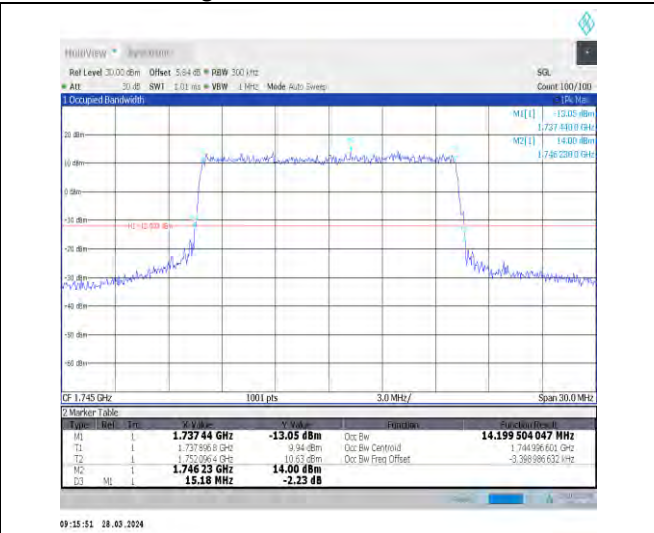 MultiView Spectrum
Ref Level 30.00 dBm Offset 5.84 dB RBW 300 kHz SGL
Att 30 dB SWT 1.01 ms VBW 1 MHz Mode Auto Sweep Count 100/100
1 Occupied Bandwidth 1Pk Max
M1[1] -13.05 dBm
1.737 440 0 GHz
M2[1] 14.00 dBm
1.746 230 0 GHz
20 dBm
10 dBm
0 dBm
-10 dBm
-20 dBm
-30 dBm
-40 dBm
-50 dBm
-60 dBm
CF 1.745 GHz 1001 pts 3.0 MHz/ Span 30.0 MHz
2 Marker Table
Type Ref Trc X-Value Y-Value Function Function Result
M1 1 1.737 44 GHz -13.05 dBm Occ Bw 14.199 504 047 MHz
T1 1 1.737 896 8 GHz 9.94 dBm Occ Bw Centroid 1.744 996 601 GHz
T2 1 1.752 096 4 GHz 10.63 dBm Occ Bw Freq Offset -3.398 986 632 kHz
M2 1 1.746 23 GHz 14.00 dBm
D3 M1 1 15.18 MHz -2.23 dB
09:15:51 28.03.2024